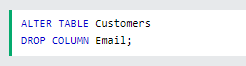 ALTER TABLE Customers
DROP COLUMN Email;